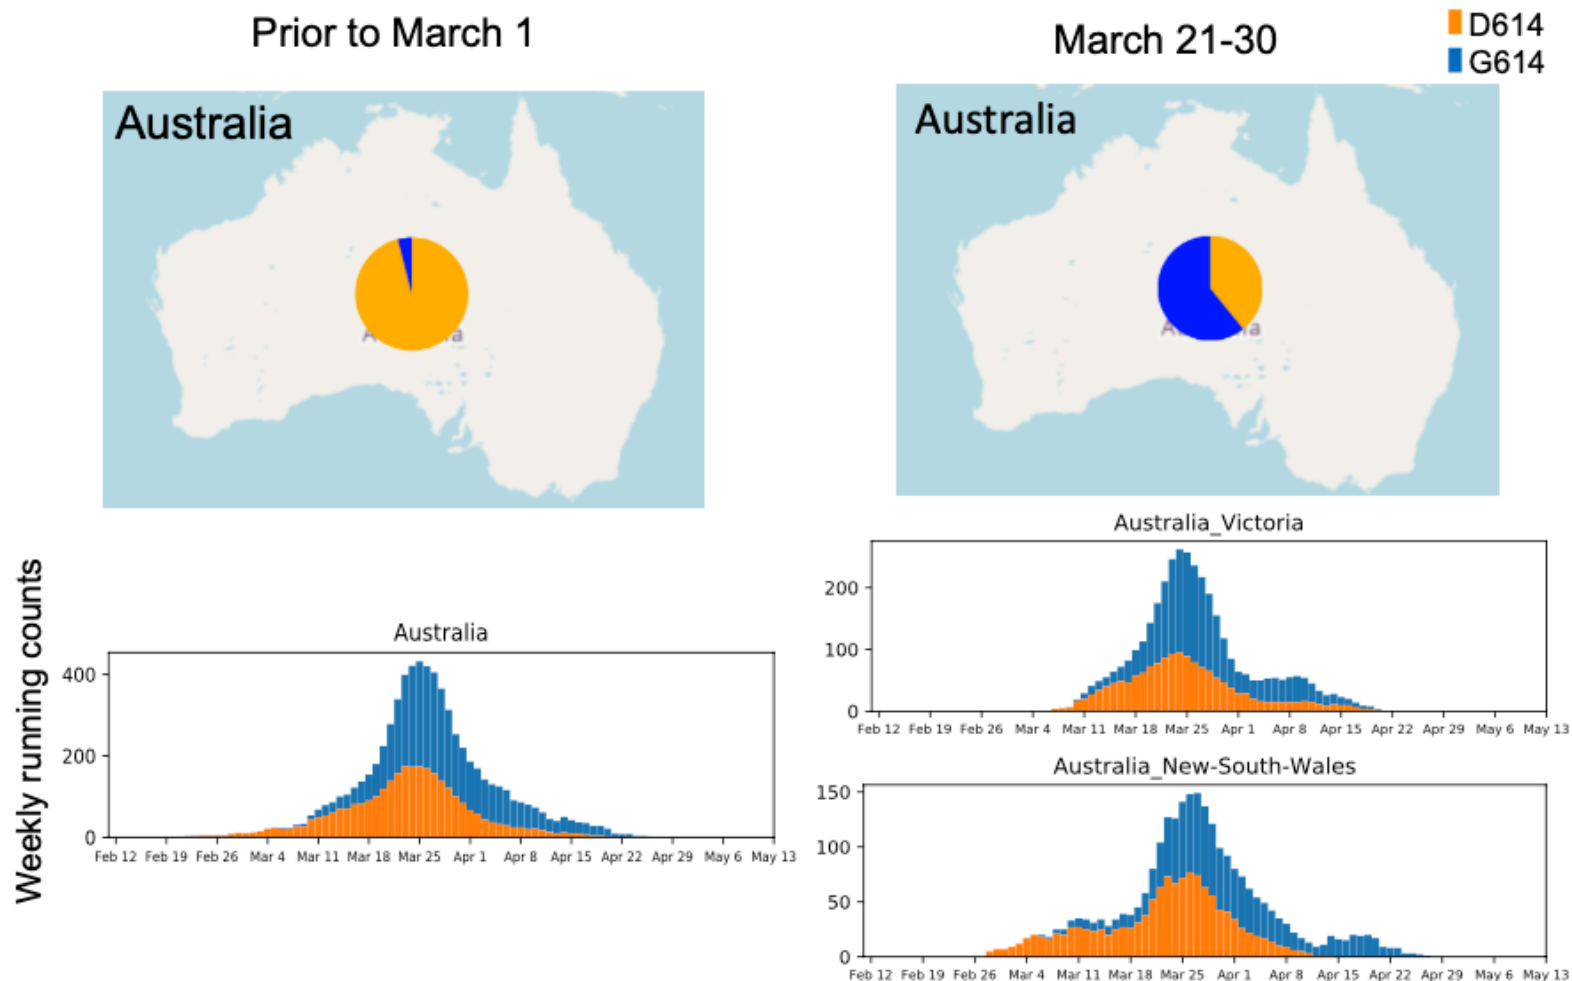 Prior to March 1
March 21-30
D614
G614
Australia
Australia
Weekly running counts
Australia
400
200
0
Feb 12 Feb 19 Feb 26 Mar 4 Mar 11 Mar 18 Mar 25 Apr 1 Apr 8 Apr 15 Apr 22 Apr 29 May 6 May 13
Australia_Victoria
200
100
0
Feb 12 Feb 19 Feb 26 Mar 4 Mar 11 Mar 18 Mar 25 Apr 1 Apr 8 Apr 15 Apr 22 Apr 29 May 6 May 13
Australia_New-South-Wales
150
100
50
0
Feb 12 Feb 19 Feb 26 Mar 4 Mar 11 Mar 18 Mar 25 Apr 1 Apr 8 Apr 15 Apr 22 Apr 29 May 6 May 13